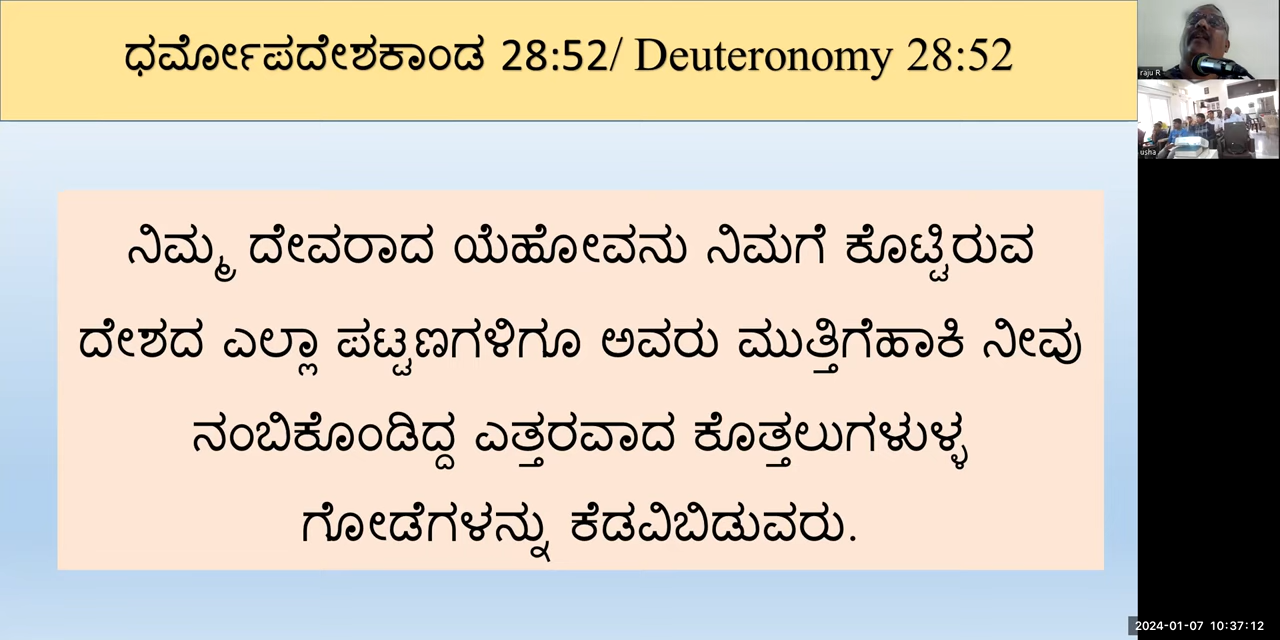 ಧರ್ಮೋಪದೇಶಕಾಂಡ 28:52/ Deuteronomy 28:52
ನಿಮ್ಮ ದೇವರಾದ ಯೆಹೋವನು ನಿಮಗೆ ಕೊಟ್ಟಿರುವ
ದೇಶದ ಎಲ್ಲಾ ಪಟ್ಟಣಗಳಿಗೂ ಅವರು ಮುತ್ತಿಗೆಹಾಕಿ ನೀವು
ನಂಬಿಕೊಂಡಿದ್ದ ಎತ್ತರವಾದ ಕೊತ್ತಲುಗಳುಳ್ಳ
ಗೋಡೆಗಳನ್ನು ಕೆಡವಿಬಿಡುವರು.
raju R
usha
2024-01-07 10:37:12